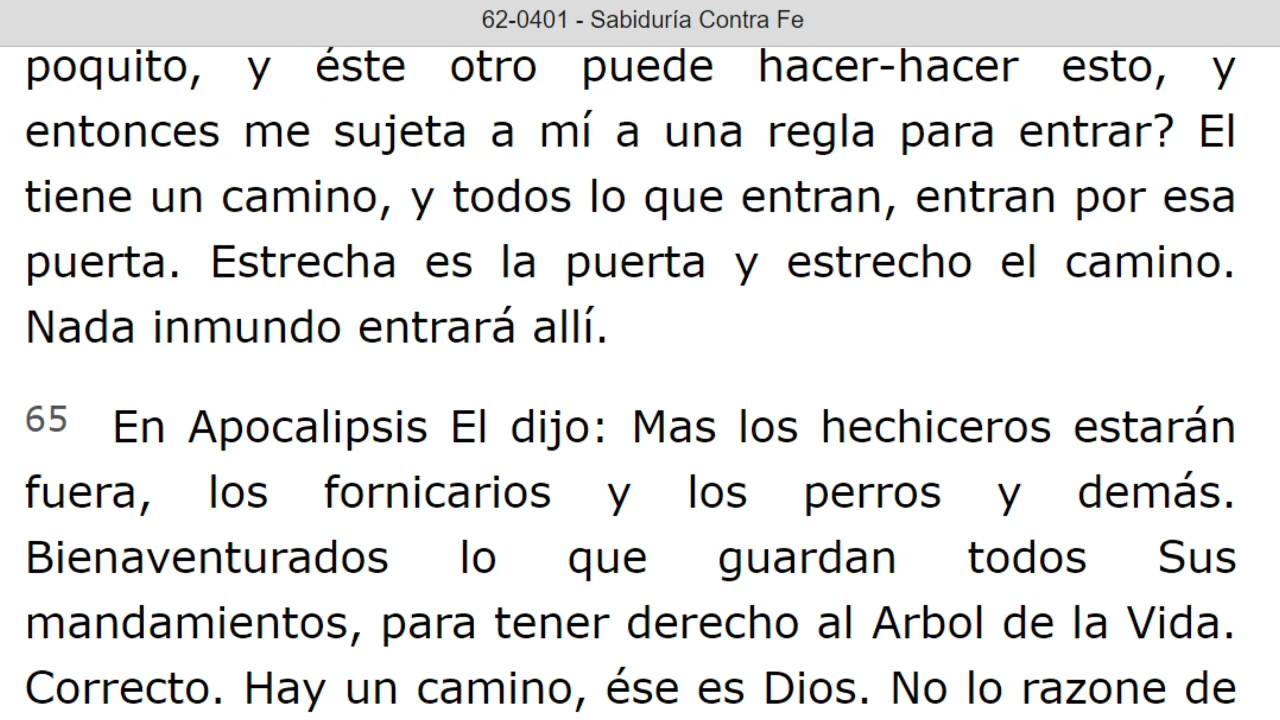 62-0401 - Sabiduría Contra Fe
poquito, y éste otro puede hacer-hacer esto, y
entonces me sujeta a mí a una regla para entrar? El
tiene un camino, y todos lo que entran, entran por esa
puerta. Estrecha es la puerta y estrecho el camino.
Nada inmundo entrará allí.
65 En Apocalipsis El dijo: Mas los hechiceros estarán
fuera, los fornicarios y los perros y demás.
Bienaventurados lo que guardan todos Sus
mandamientos, para tener derecho al Arbol de la Vida.
Correcto. Hay un camino, ése es Dios. No lo razone de